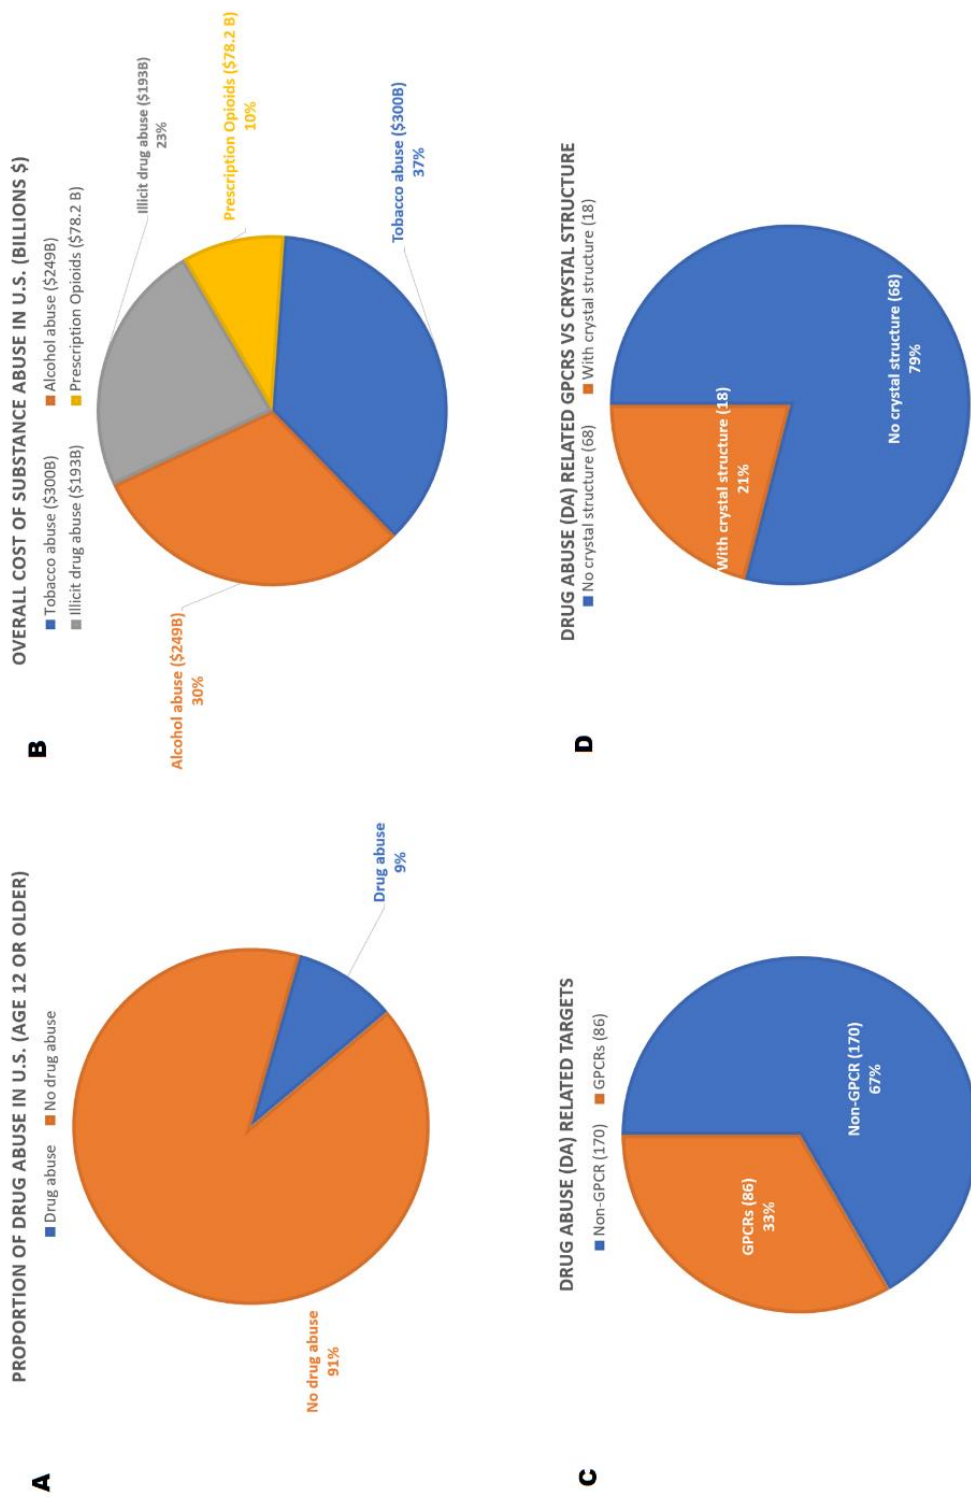 A
PROPORTION OF DRUG ABUSE IN U.S. (AGE 12 OR OLDER)
Drug abuse No drug abuse
Drug abuse
9%
No drug abuse
91%
B
OVERALL COST OF SUBSTANCE ABUSE IN U.S. (BILLIONS $)
Tobacco abuse ($300B) Alcohol abuse ($249B)
Illicit drug abuse ($193B) Prescription Opioids ($78.2 B)
Illicit drug abuse ($193B)
23%
Prescription Opioids ($78.2 B)
10%
Alcohol abuse ($249B)
30%
Tobacco abuse ($300B)
37%
C
DRUG ABUSE (DA) RELATED TARGETS
Non-GPCR (170) GPCRs (86)
GPCRs (86)
33%
Non-GPCR (170)
67%
D
DRUG ABUSE (DA) RELATED GPCRS VS CRYSTAL STRUCTURE
No crystal structure (68) With crystal structure (18)
With crystal structure (18)
21%
No crystal structure (68)
79%